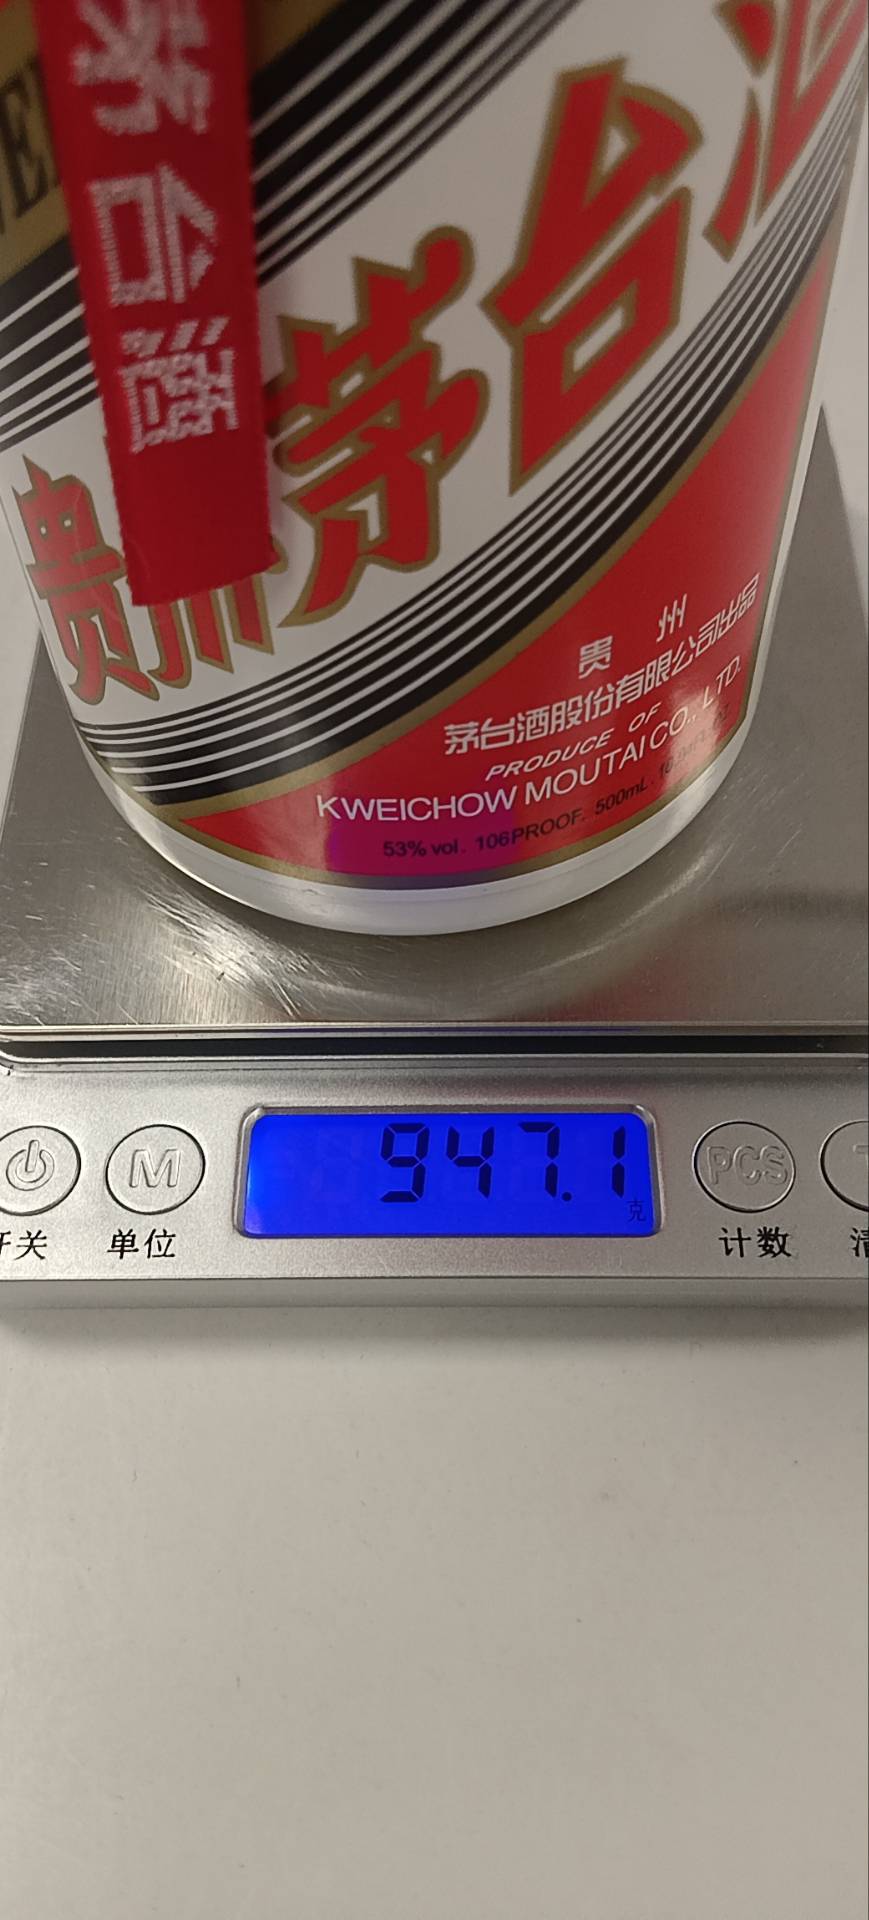 茅台酒
贵州茅台酒
贵 州
茅台酒股份有限公司出品
PRODUCE OF
KWEICHOW MOUTAI CO., LTD.
53% vol. 106PROOF. 500mL.
947.1
克
PCS
M
开关
单位
计数